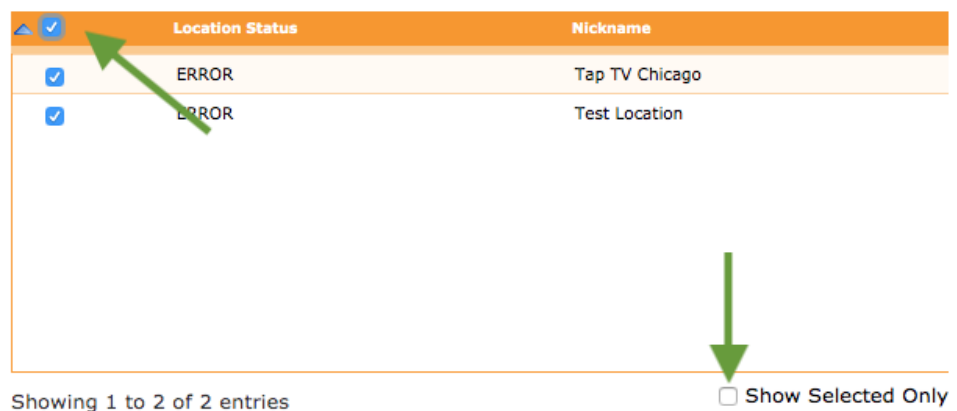 Location Status Nickname
ERROR Tap TV Chicago
ERROR Test Location
Show Selected Only
Showing 1 to 2 of 2 entries